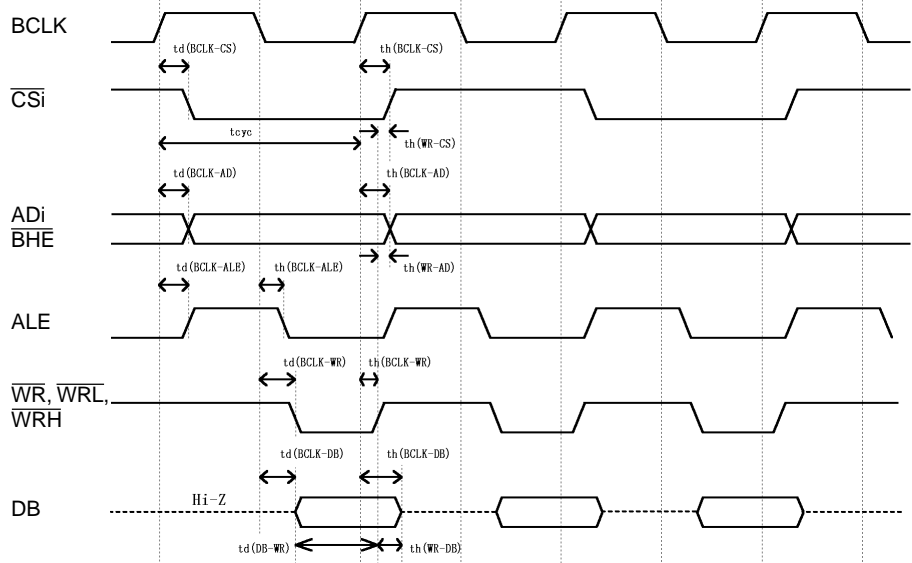 BCLK
td(BCLK-CS) th(BCLK-CS)
CSi
tcyc
th(WR-CS)
td(BCLK-AD) th(BCLK-AD)
ADi
BHE
th(WR-AD)
td(BCLK-ALE) th(BCLK-ALE)
ALE
td(BCLK-WR) th(BCLK-WR)
WR, WRL,
WRH
td(BCLK-DB) th(BCLK-DB)
Hi-Z
DB
td(DB-WR) th(WR-DB)